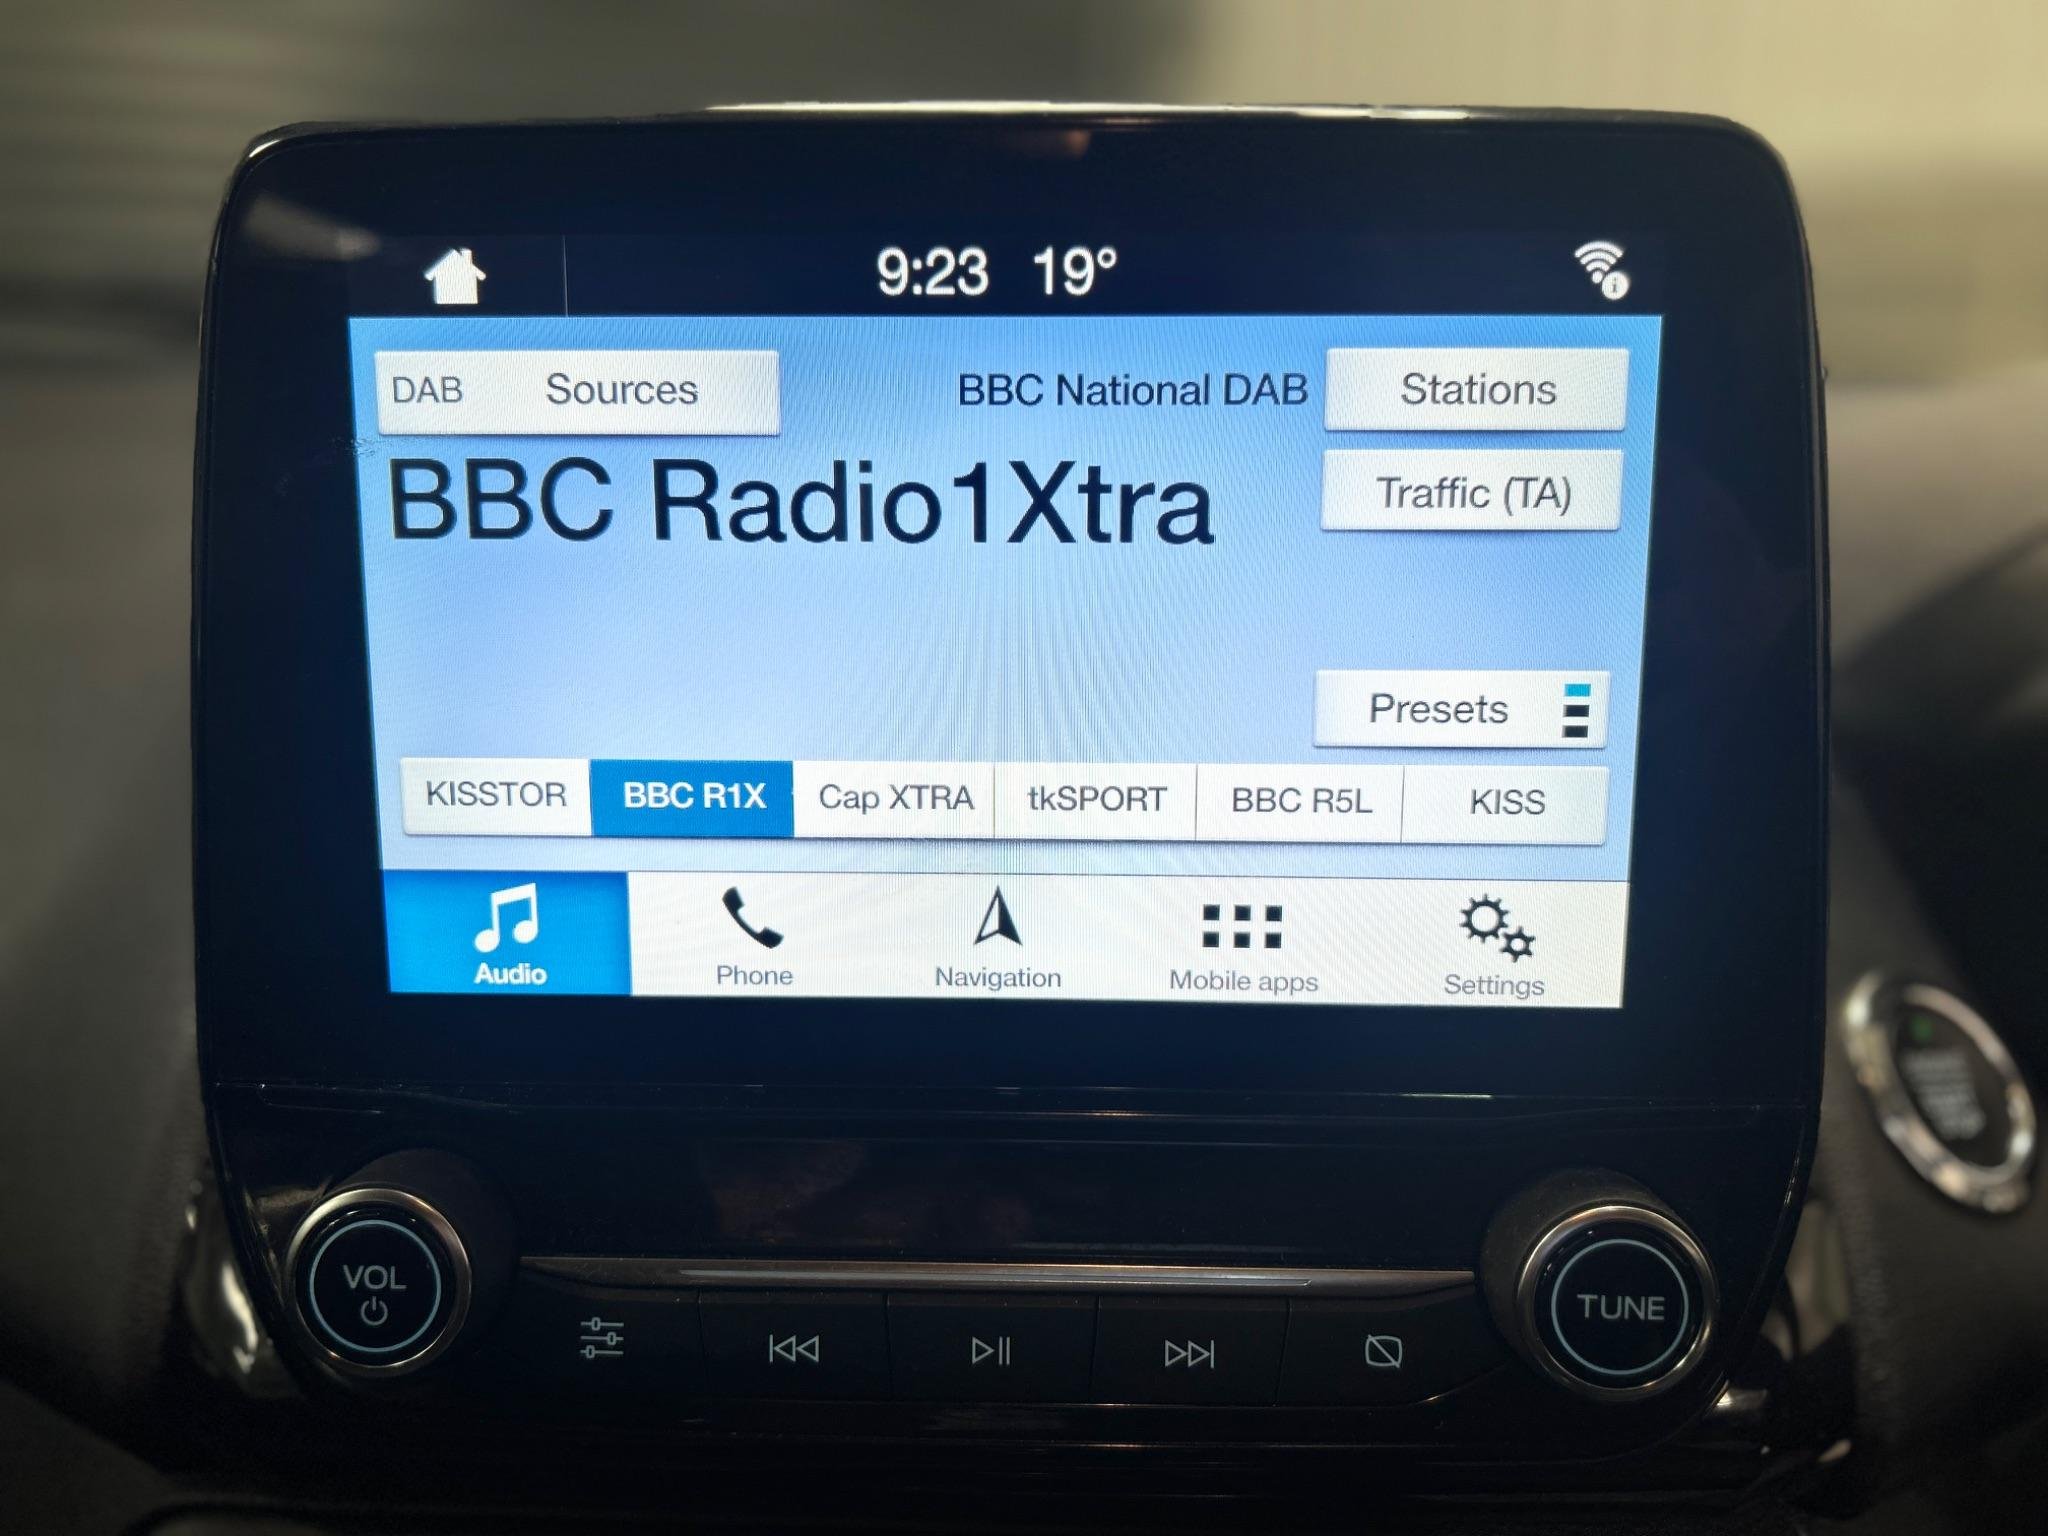 9:23 19°
DAB Sources BBC National DAB Stations
BBC Radio1Xtra
Traffic (TA)
Presets
KISSTOR BBC R1X Cap XTRA tkSPORT BBC R5L KISS
Audio Phone Navigation Mobile apps Settings
VOL
TUNE